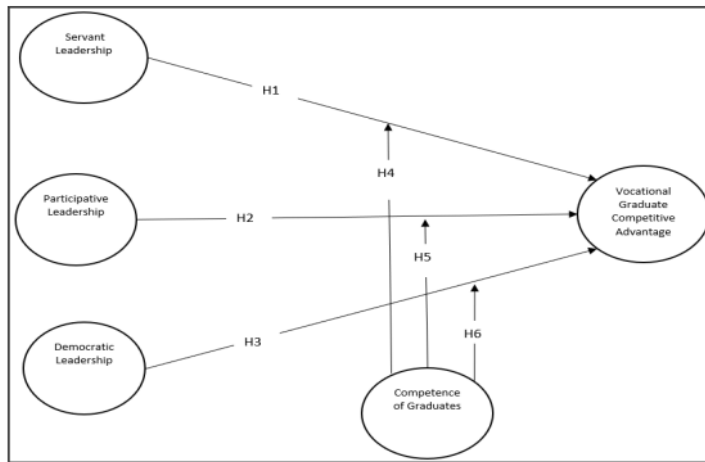 Servant
Leadership
H1
H4
Participative
Leadership
H2
Vocational
Graduate
Competitive
Advantage
H5
Democratic
Leadership
H3
H6
Competence
of Graduates